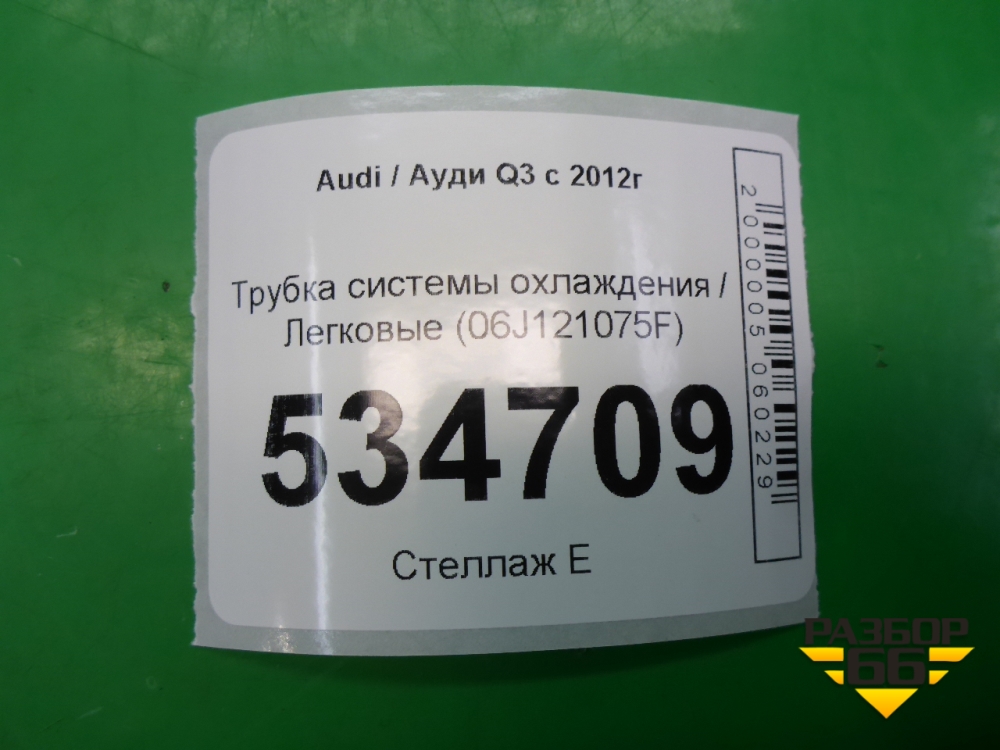 Audi / Ауди Q3 с 2012г
Трубка системы охлаждения /
Легковые (06J121075F)
534709
Стеллаж Е
2000005060229
РАЗБОР
66